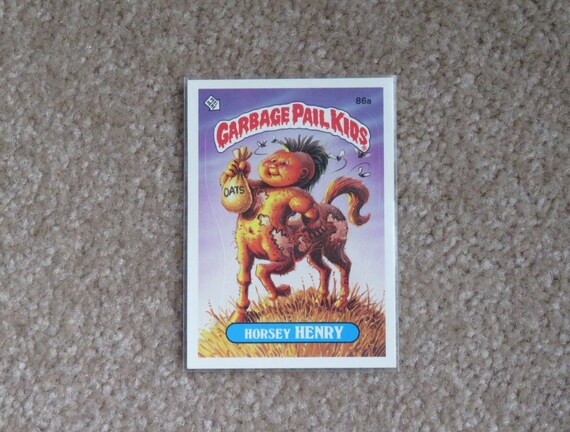 86a
GARBAGE PAIL KIDS
OATS
HORSEY HENRY